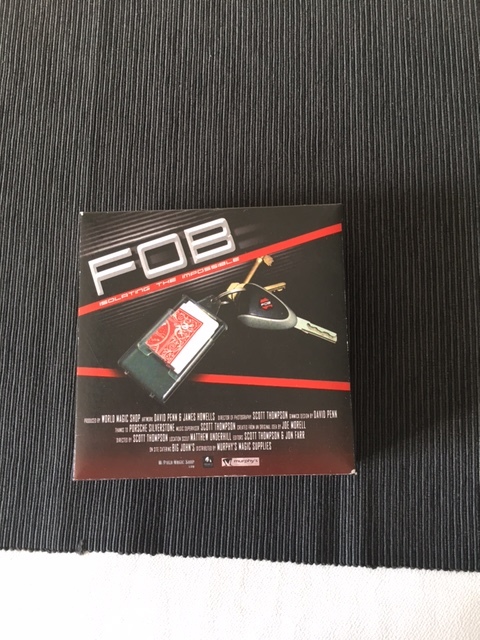 FOB
ISOLATING THE IMPOSSIBLE
PRODUCED BY WORLD MAGIC SHOP ARTWORK DAVID PENN & JAMES HOWELLS DIRECTOR OF PHOTOGRAPHY SCOTT THOMPSON GIMMICK DESIGN BY DAVID PENN
THANKS TO PORSCHE SILVERSTONE MUSIC SUPERVISOR SCOTT THOMPSON CREATED FROM AN ORIGINAL IDEA BY JOE MORELL
DIRECTED BY SCOTT THOMPSON LOCATION SCOUT MATTHEW UNDERHILL EDITORS SCOTT THOMPSON & JON FARR
ON SITE CATERING BIG JOHN'S DISTRIBUTED BY MURPHY'S MAGIC SUPPLIES
murphy's